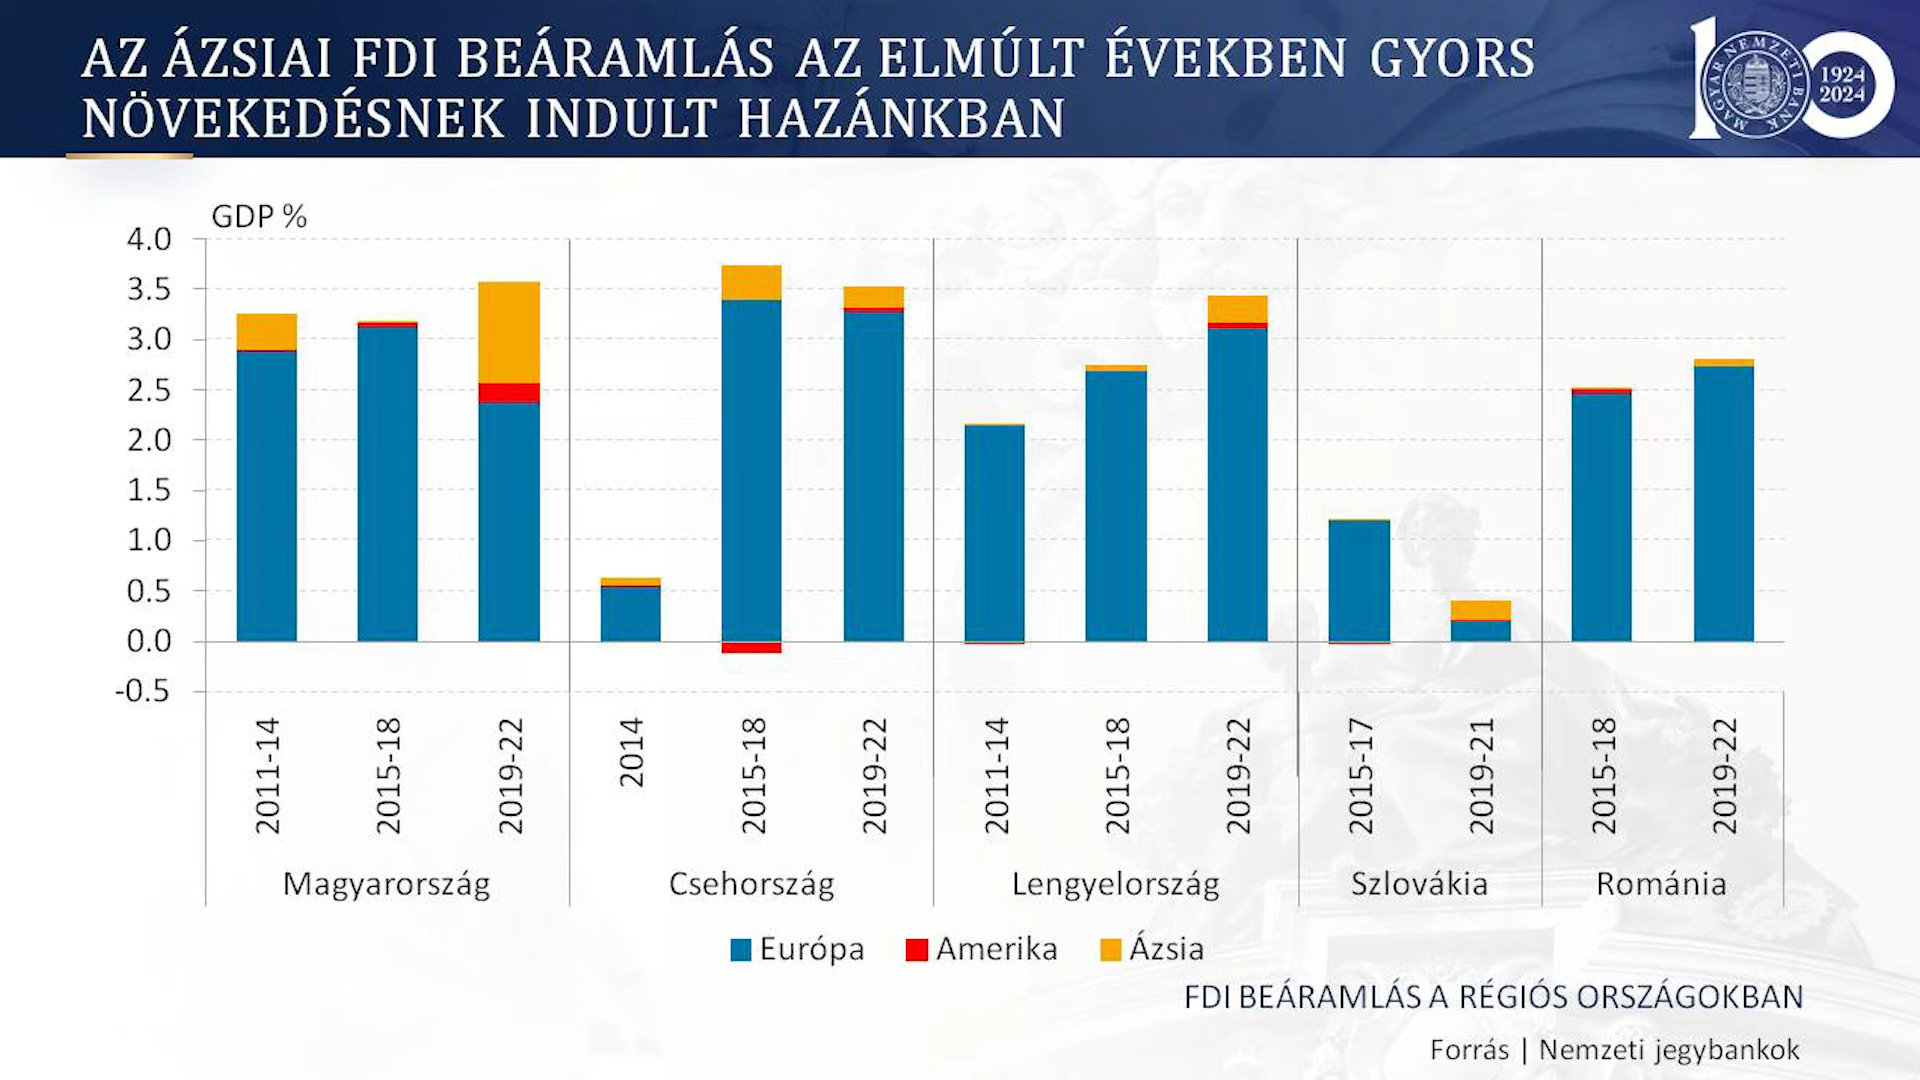 AZ ÁZSIAI FDI BEÁRAMLÁS AZ ELMÚLT ÉVEKBEN GYORS
NÖVEKEDÉSNEK INDULT HAZÁNKBAN
MAGYAR NEMZETI BANK
1924
2024
GDP %
4.0
3.5
3.0
2.5
2.0
1.5
1.0
0.5
0.0
-0.5
2011-14
2015-18
2019-22
2014
2015-18
2019-22
2011-14
2015-18
2019-22
2015-17
2019-21
2015-18
2019-22
Magyarország
Csehország
Lengyelország
Szlovákia
Románia
Európa
Amerika
Ázsia
FDI BEÁRAMLÁS A RÉGIÓS ORSZÁGOKBAN
Forrás | Nemzeti jegybankok